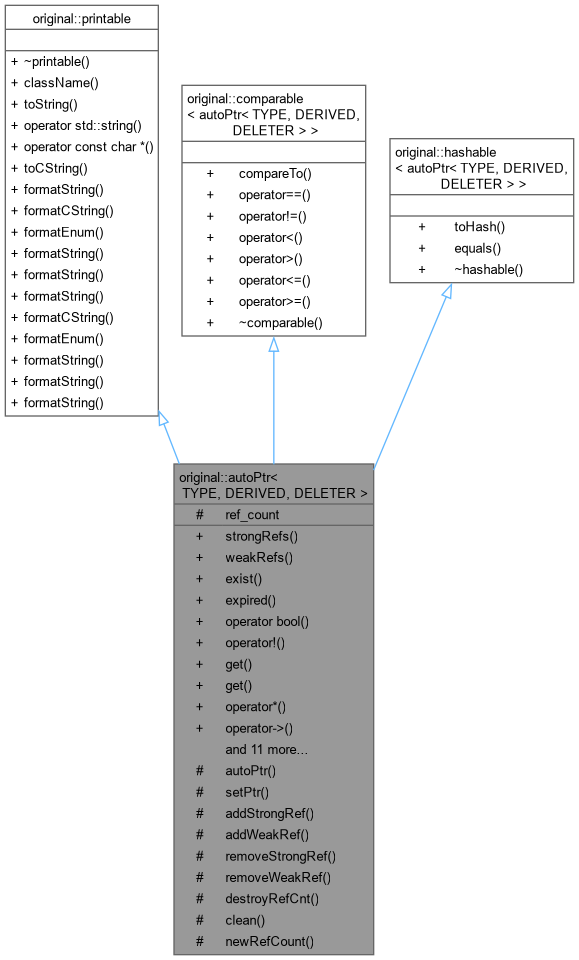 original::printable
+ ~printable()
+ className()
+ toString()
+ operator std::string()
+ operator const char *()
+ toCString()
+ formatString()
+ formatCString()
+ formatEnum()
+ formatString()
+ formatString()
+ formatString()
+ formatCString()
+ formatEnum()
+ formatString()
+ formatString()
+ formatString()
original::comparable
< autoPtr< TYPE, DERIVED,
DELETER > >
+ compareTo()
+ operator==()
+ operator!=()
+ operator<()
+ operator>()
+ operator<=()
+ operator>=()
+ ~comparable()
original::hashable
< autoPtr< TYPE, DERIVED,
DELETER > >
+ toHash()
+ equals()
+ ~hashable()
original::autoPtr<
TYPE, DERIVED, DELETER >
# ref_count
+ strongRefs()
+ weakRefs()
+ exist()
+ expired()
+ operator bool()
+ operator!()
+ get()
+ get()
+ operator*()
+ operator->()
and 11 more...
# autoPtr()
# setPtr()
# addStrongRef()
# addWeakRef()
# removeStrongRef()
# removeWeakRef()
# destroyRefCnt()
# clean()
# newRefCount()